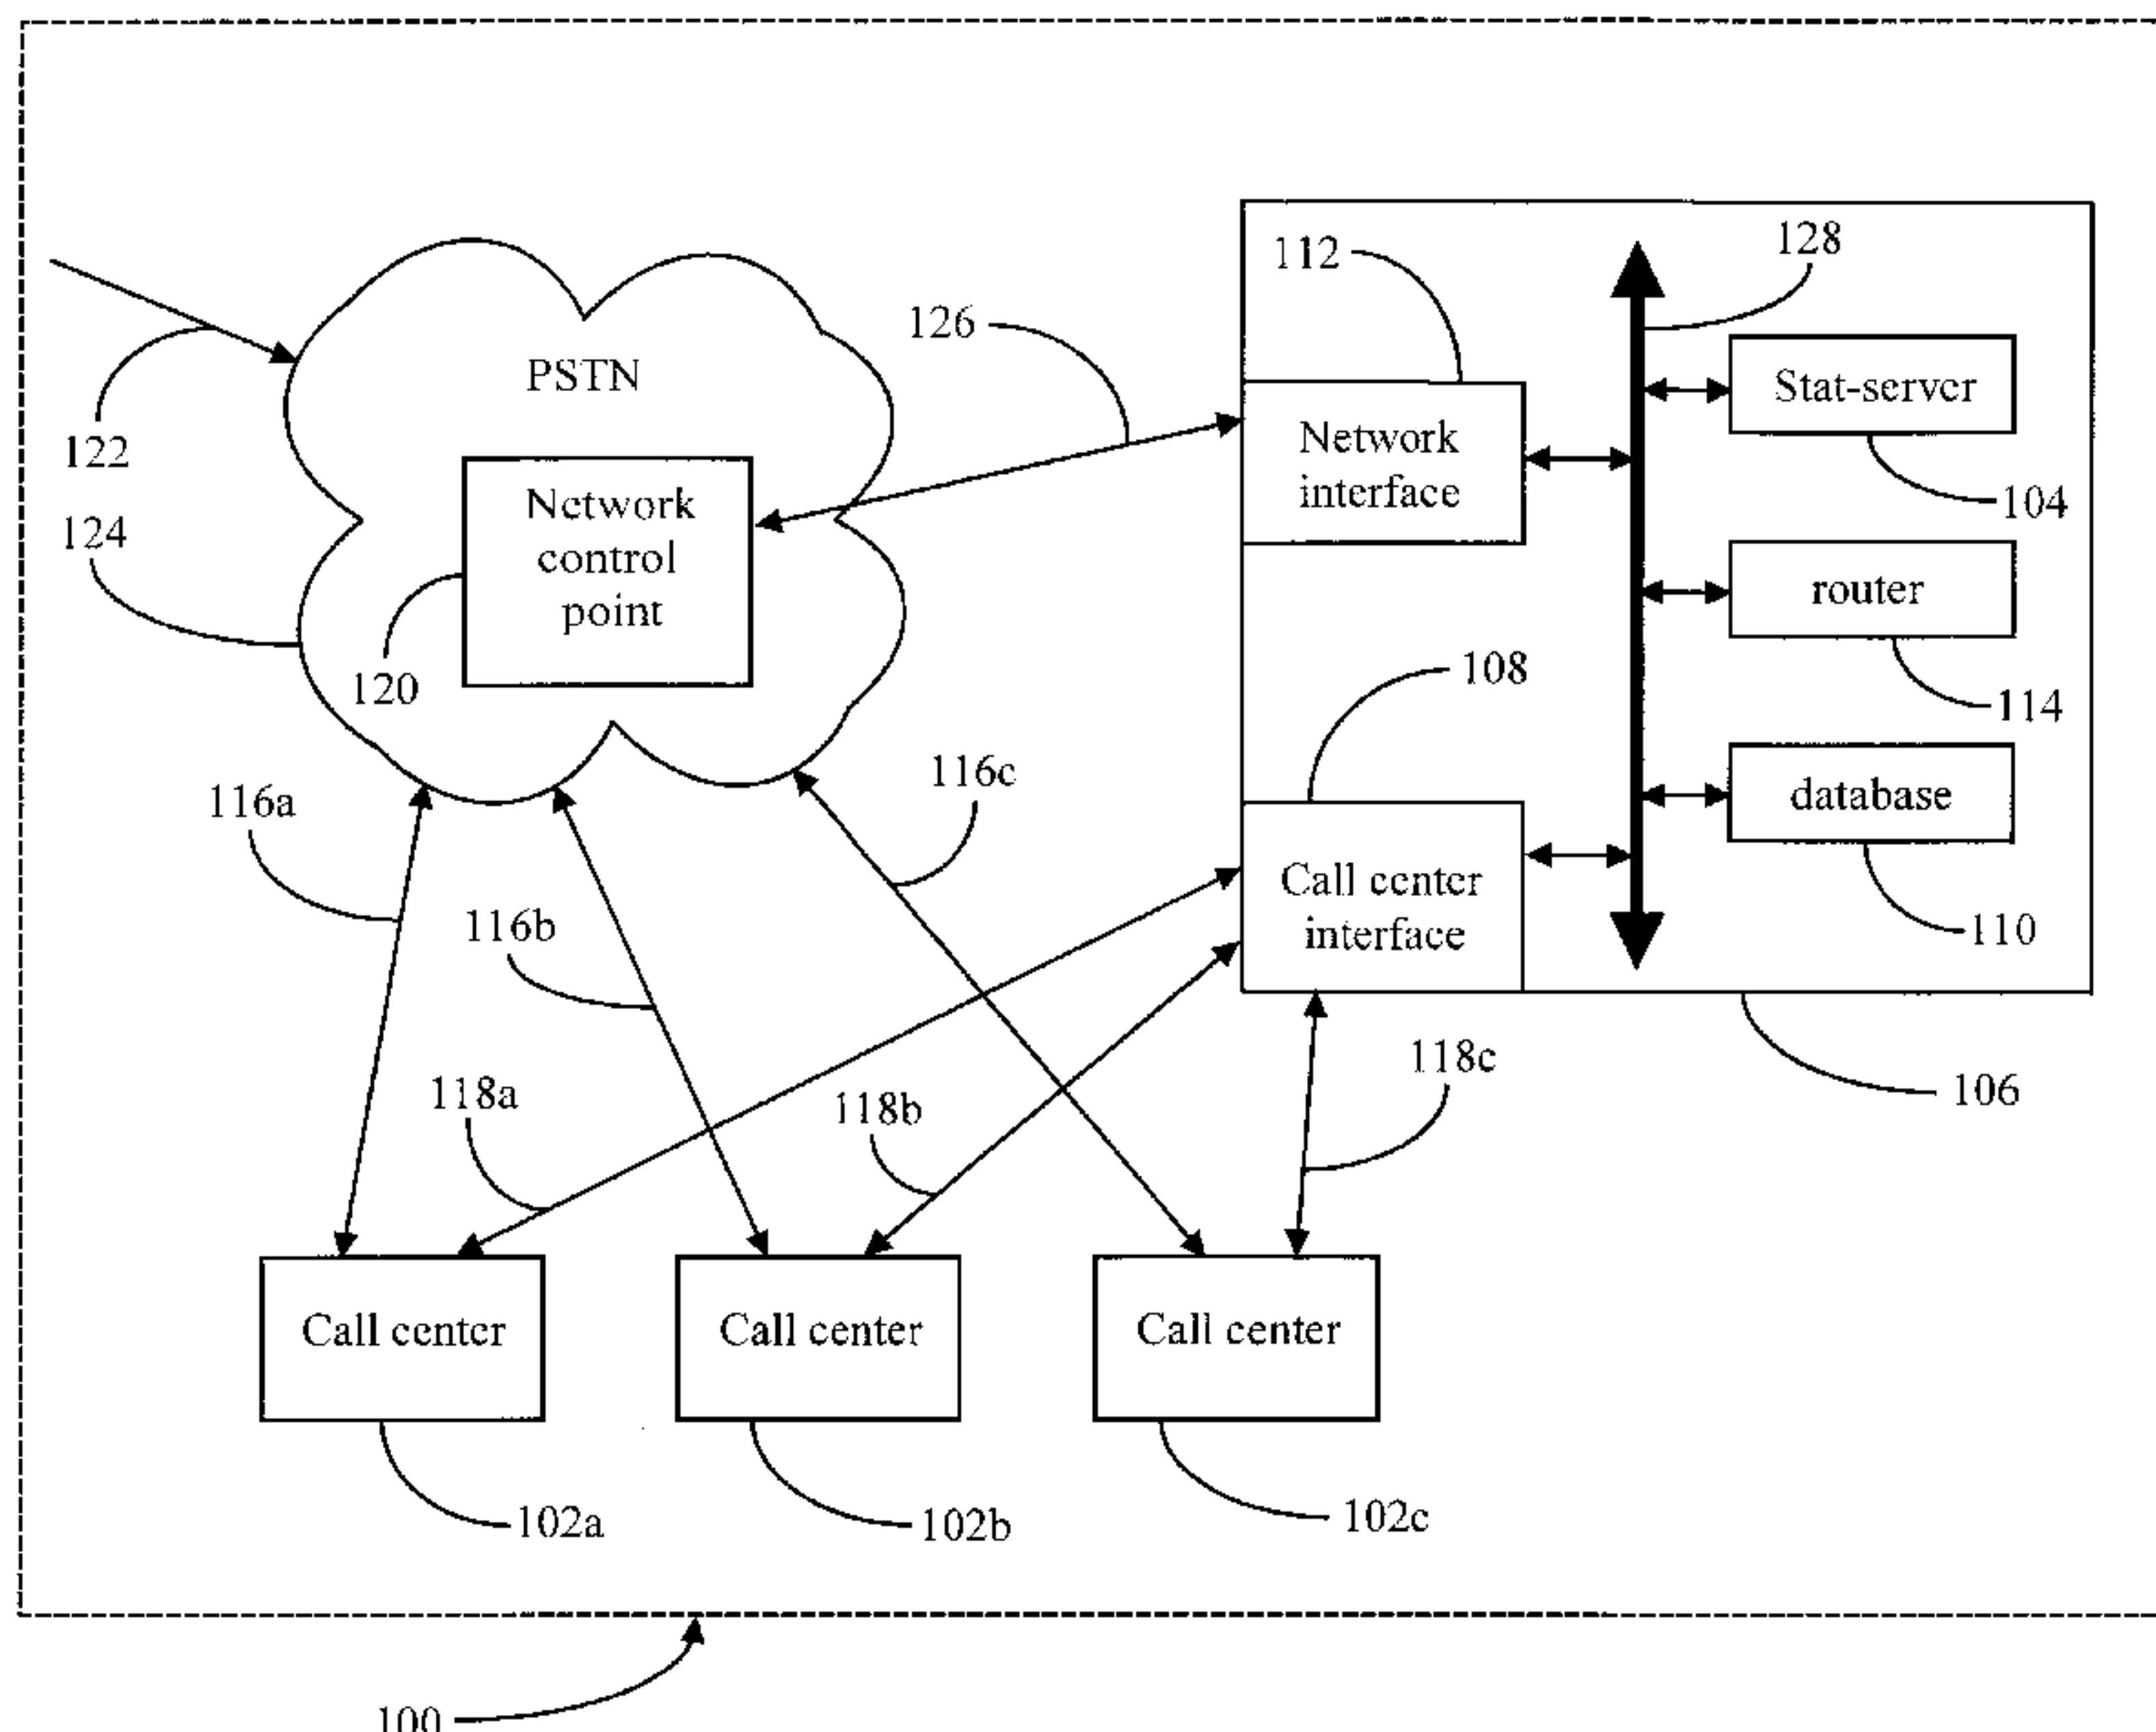 128
112
126
PSTN
Stat-server
Network
interface
122
Network
control
point
104
124
router
120
108
114
116c
116a
database
Call center
interface
116b
110
118c
118a
118b
106
Call center
Call center
Call center
102a
102b
102c
100